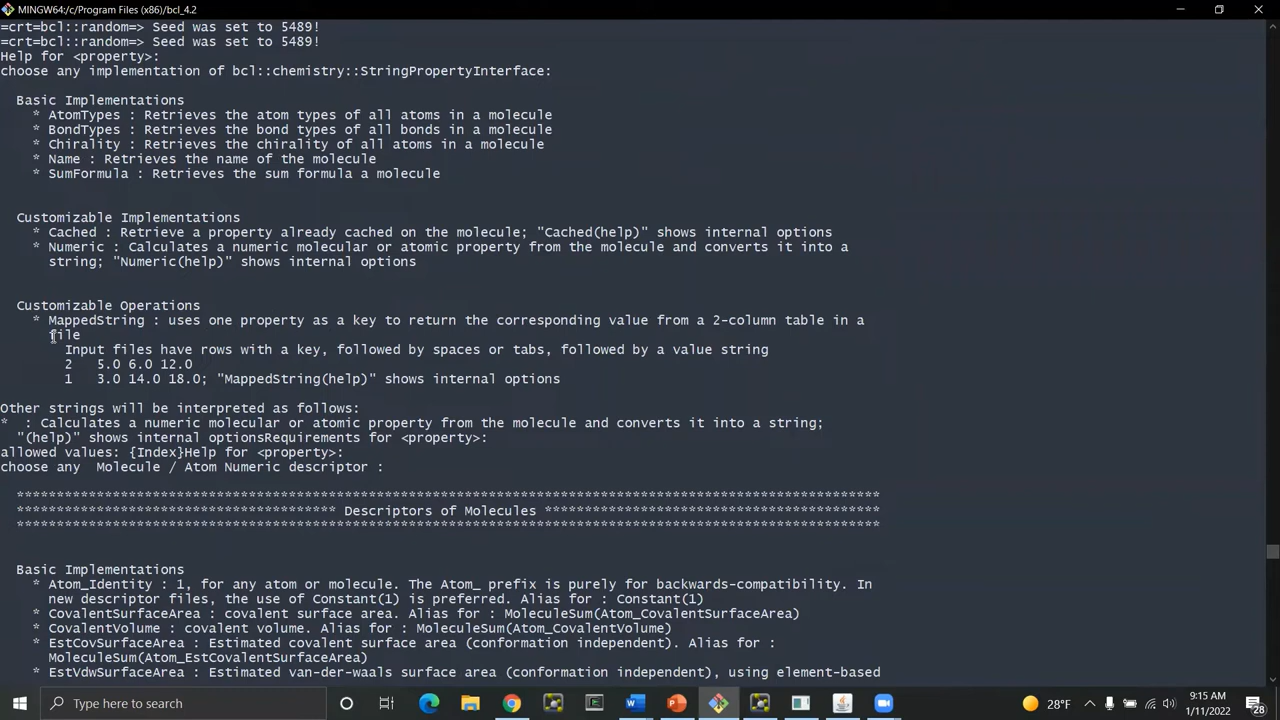 MINGW64:/c/Program Files (x86)/bcl_4.2
=crt=bcl::random=> Seed was set to 5489!
=crt=bcl::random=> Seed was set to 5489!
Help for <property>:
choose any implementation of bcl::chemistry::StringPropertyInterface:
Basic Implementations
* AtomTypes : Retrieves the atom types of all atoms in a molecule
* BondTypes : Retrieves the bond types of all bonds in a molecule
* Chirality : Retrieves the chirality of all atoms in a molecule
* Name : Retrieves the name of the molecule
* SumFormula : Retrieves the sum formula a molecule
Customizable Implementations
* Cached : Retrieve a property already cached on the molecule; "Cached(help)" shows internal options
* Numeric : Calculates a numeric molecular or atomic property from the molecule and converts it into a
string; "Numeric(help)" shows internal options
Customizable Operations
* MappedString : uses one property as a key to return the corresponding value from a 2-column table in a
file
Input files have rows with a key, followed by spaces or tabs, followed by a value string
2   5.0 6.0 12.0
1   3.0 14.0 18.0; "MappedString(help)" shows internal options
Other strings will be interpreted as follows:
*  : Calculates a numeric molecular or atomic property from the molecule and converts it into a string;
"(help)" shows internal optionsRequirements for <property>:
allowed values: {Index}Help for <property>:
choose any  Molecule / Atom Numeric descriptor :
************************************************************************************************************
**************************************** Descriptors of Molecules ******************************************
************************************************************************************************************
Basic Implementations
* Atom_Identity : 1, for any atom or molecule. The Atom_ prefix is purely for backwards-compatibility. In
new descriptor files, the use of Constant(1) is preferred. Alias for : Constant(1)
* CovalentSurfaceArea : covalent surface area. Alias for : MoleculeSum(Atom_CovalentSurfaceArea)
* CovalentVolume : covalent volume. Alias for : MoleculeSum(Atom_CovalentVolume)
* EstCovSurfaceArea : Estimated covalent surface area (conformation independent). Alias for :
MoleculeSum(Atom_EstCovalentSurfaceArea)
* EstVdwSurfaceArea : Estimated van-der-waals surface area (conformation independent), using element-based
Type here to search
28°F
9:15 AM
1/11/2022
28